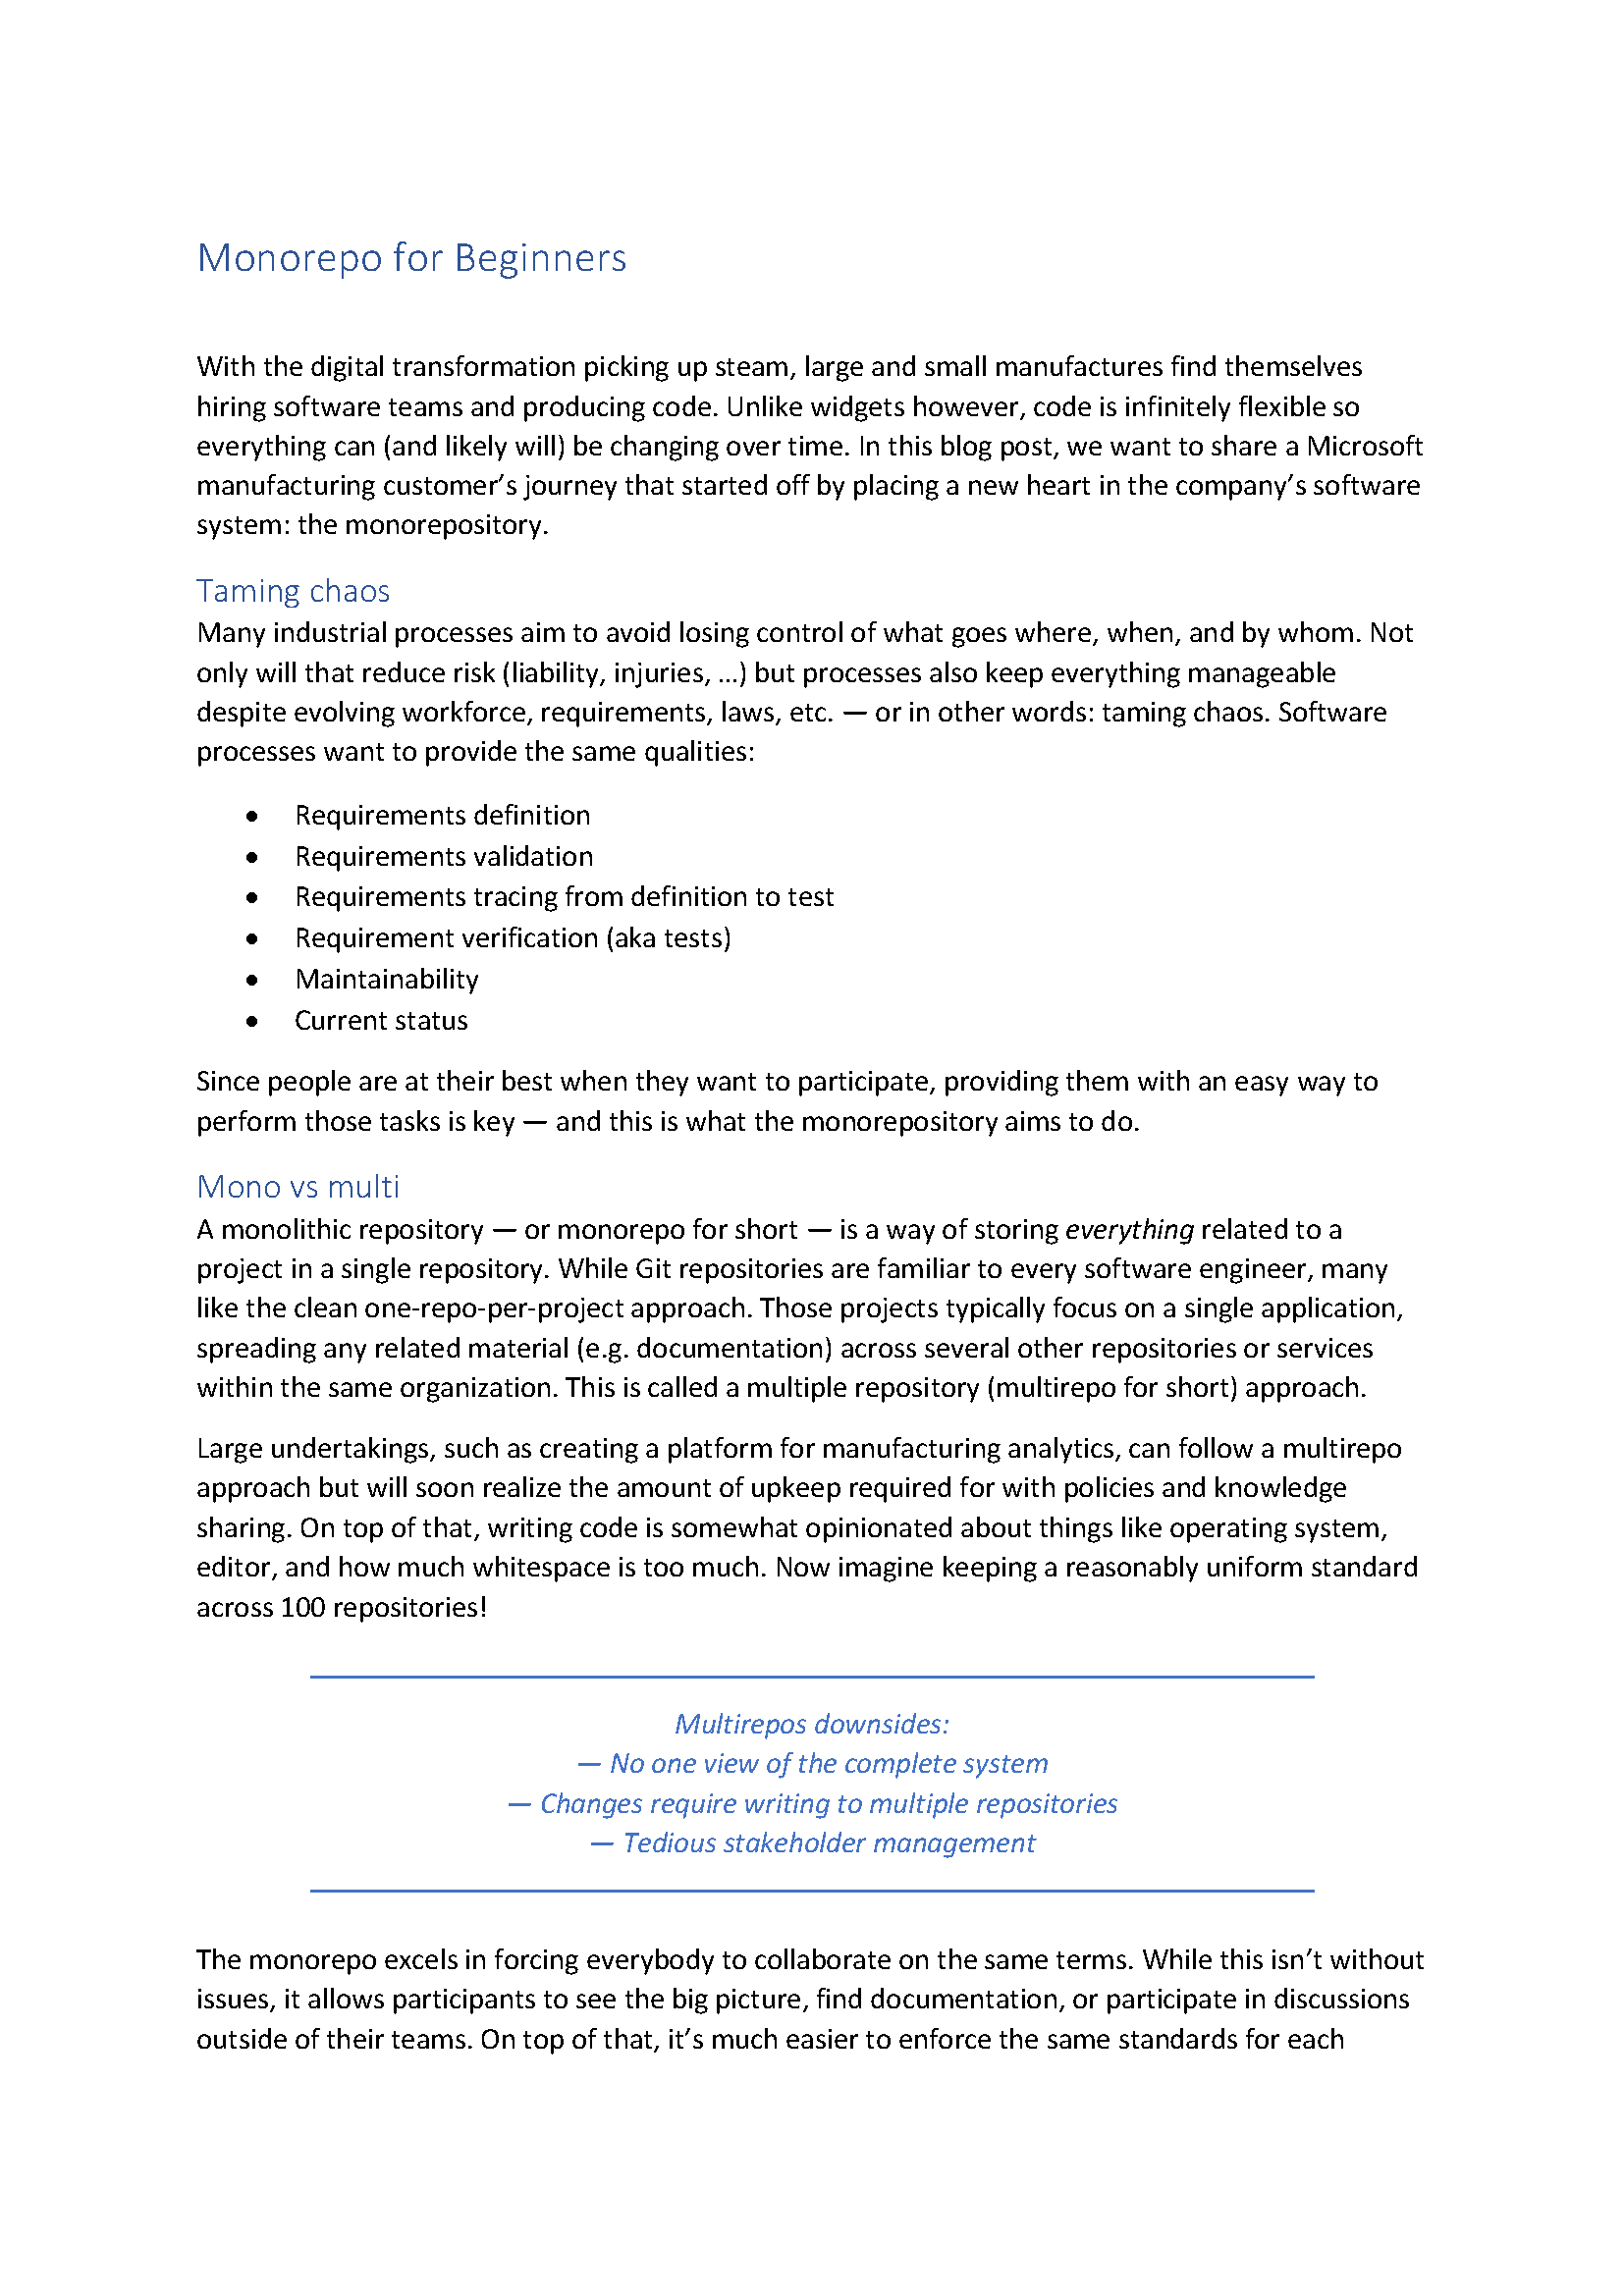 Monorepo for Beginners
With the digital transformation picking up steam, large and small manufactures find themselves
hiring software teams and producing code. Unlike widgets however, code is infinitely flexible so
everything can (and likely will) be changing over time. In this blog post, we want to share a Microsoft
manufacturing customer’s journey that started off by placing a new heart in the company’s software
system: the monorepository.
Taming chaos
Many industrial processes aim to avoid losing control of what goes where, when, and by whom. Not
only will that reduce risk (liability, injuries, …) but processes also keep everything manageable
despite evolving workforce, requirements, laws, etc. — or in other words: taming chaos. Software
processes want to provide the same qualities:
• Requirements definition
• Requirements validation
• Requirements tracing from definition to test
• Requirement verification (aka tests)
• Maintainability
• Current status
Since people are at their best when they want to participate, providing them with an easy way to
perform those tasks is key — and this is what the monorepository aims to do.
Mono vs multi
A monolithic repository — or monorepo for short — is a way of storing everything related to a
project in a single repository. While Git repositories are familiar to every software engineer, many
like the clean one-repo-per-project approach. Those projects typically focus on a single application,
spreading any related material (e.g. documentation) across several other repositories or services
within the same organization. This is called a multiple repository (multirepo for short) approach.
Large undertakings, such as creating a platform for manufacturing analytics, can follow a multirepo
approach but will soon realize the amount of upkeep required for with policies and knowledge
sharing. On top of that, writing code is somewhat opinionated about things like operating system,
editor, and how much whitespace is too much. Now imagine keeping a reasonably uniform standard
across 100 repositories!
Multirepos downsides:
— No one view of the complete system
— Changes require writing to multiple repositories
— Tedious stakeholder management
The monorepo excels in forcing everybody to collaborate on the same terms. While this isn’t without
issues, it allows participants to see the big picture, find documentation, or participate in discussions
outside of their teams. On top of that, it’s much easier to enforce the same standards for each